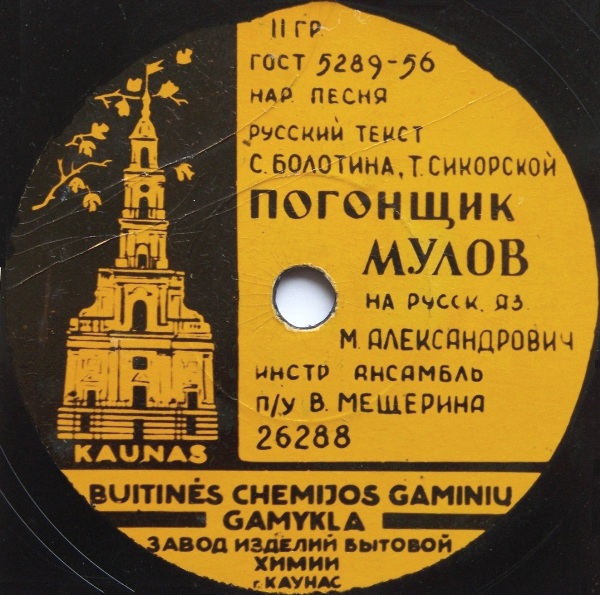 II ГР
ГОСТ 5289-56
НАР. ПЕСНЯ
РУССКИЙ ТЕКСТ
С. БОЛОТИНА, Т. СИКОРСКОЙ
ПОГОНЩИК
МУЛОВ
НА РУССК. ЯЗ.
М. АЛЕКСАНДРОВИЧ
ИНСТР АНСАМБЛЬ
П/У В. МЕЩЕРИНА
26288
KAUNAS
BUITINĖS CHEMIJOS GAMINIŲ
GAMYKLA
ЗАВОД ИЗДЕЛИЙ БЫТОВОЙ
ХИМИИ
г. КАУНАС